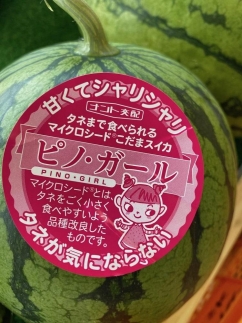 甘くてシャリシャリ
ナント交配
タネまで食べられる
マイクロシード®こだまスイカ
ピノ・ガール
PINO-GIRL
マイクロシード®とは、
タネをごく小さく
食べやすいよう
品種改良した
ものです。
タネが気にならない